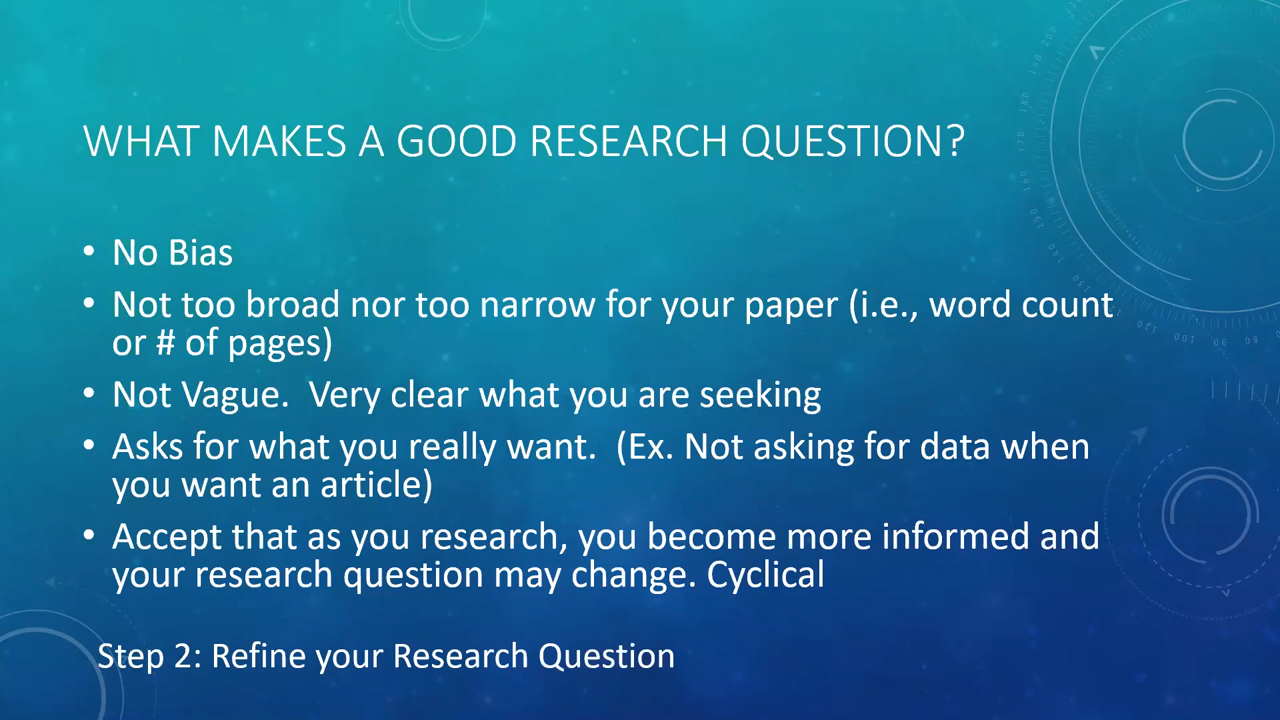 WHAT MAKES A GOOD RESEARCH QUESTION?
• No Bias
• Not too broad nor too narrow for your paper (i.e., word count
or # of pages)
• Not Vague.  Very clear what you are seeking
• Asks for what you really want.  (Ex. Not asking for data when
you want an article)
• Accept that as you research, you become more informed and
your research question may change. Cyclical
Step 2: Refine your Research Question